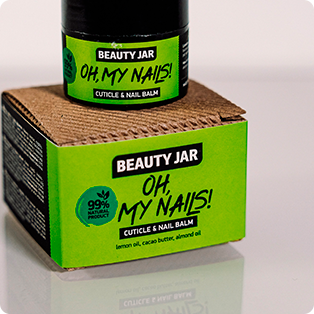 BEAUTY JAR
OH, MY NAILS!
CUTICLE & NAIL BALM
BEAUTY JAR
OH,
MY NAILS!
CUTICLE & NAIL BALM
lemon oil, cacao butter, almond oil
99%
NATURAL
PRODUCT